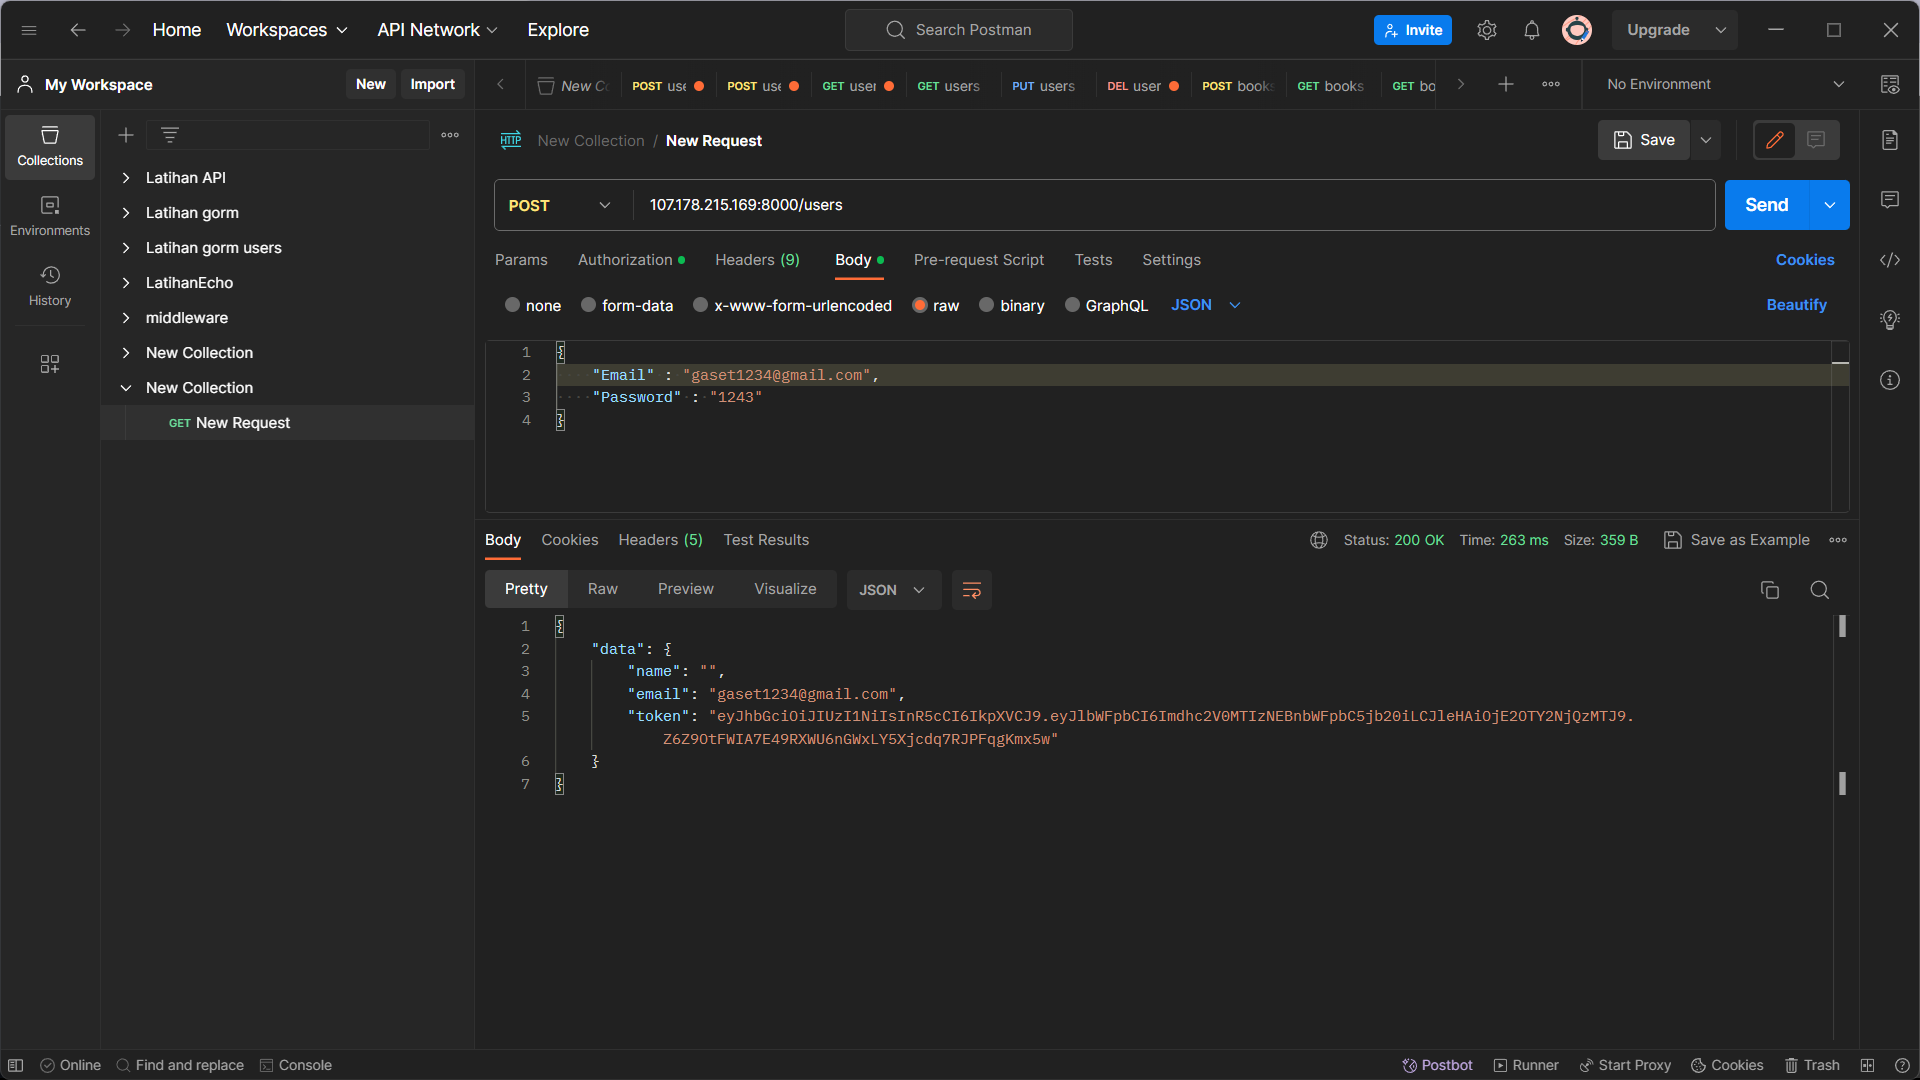 Home Workspaces API Network Explore Search Postman Invite Upgrade
My Workspace New Import New Co POST use POST use GET user GET users PUT users DEL user POST books GET books GET bo No Environment
Collections
Environments
History
Latihan API
Latihan gorm
Latihan gorm users
LatihanEcho
middleware
New Collection
New Collection
GET New Request
HTTP New Collection / New Request Save
POST 107.178.215.169:8000/users Send
Params Authorization Headers (9) Body Pre-request Script Tests Settings Cookies
none form-data x-www-form-urlencoded raw binary GraphQL JSON Beautify
1 {
2 "Email" : "gaset1234@gmail.com",
3 "Password" : "1243"
4 }
Body Cookies Headers (5) Test Results Status: 200 OK Time: 263 ms Size: 359 B Save as Example
Pretty Raw Preview Visualize JSON
1 {
2 "data": {
3 "name": "",
4 "email": "gaset1234@gmail.com",
5 "token": "eyJhbGciOiJIUzI1NiIsInR5cCI6IkpXVCJ9.eyJlbWFpbCI6Imdhc2V0MTIzNEBnbWFpbC5jb20iLCJleHAiOjE2OTY2NjQzMTJ9.
Z6Z9OtFWIA7E49RXWU6nGWxLY5Xjcdq7RJPFqgKmx5w"
6 }
7 }
Online Find and replace Console Postbot Runner Start Proxy Cookies Trash